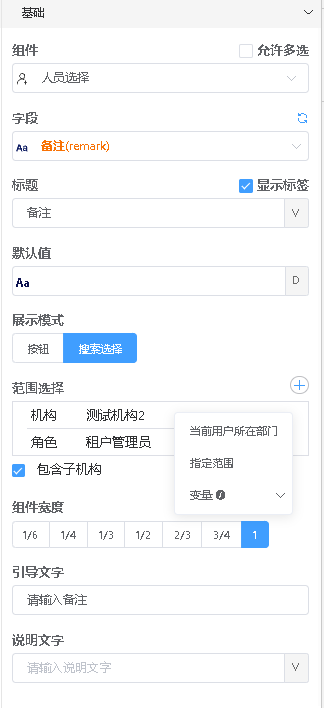 基础
组件 允许多选
人员选择
字段
Aa 备注(remark)
标题 显示标签
备注 V
默认值
Aa D
展示模式
按钮 搜索选择
范围选择
机构 测试机构2
角色 租户管理员
当前用户所在部门
指定范围
变量
包含子机构
组件宽度
1/6 1/4 1/3 1/2 2/3 3/4 1
引导文字
请输入备注
说明文字
请输入说明文字 V